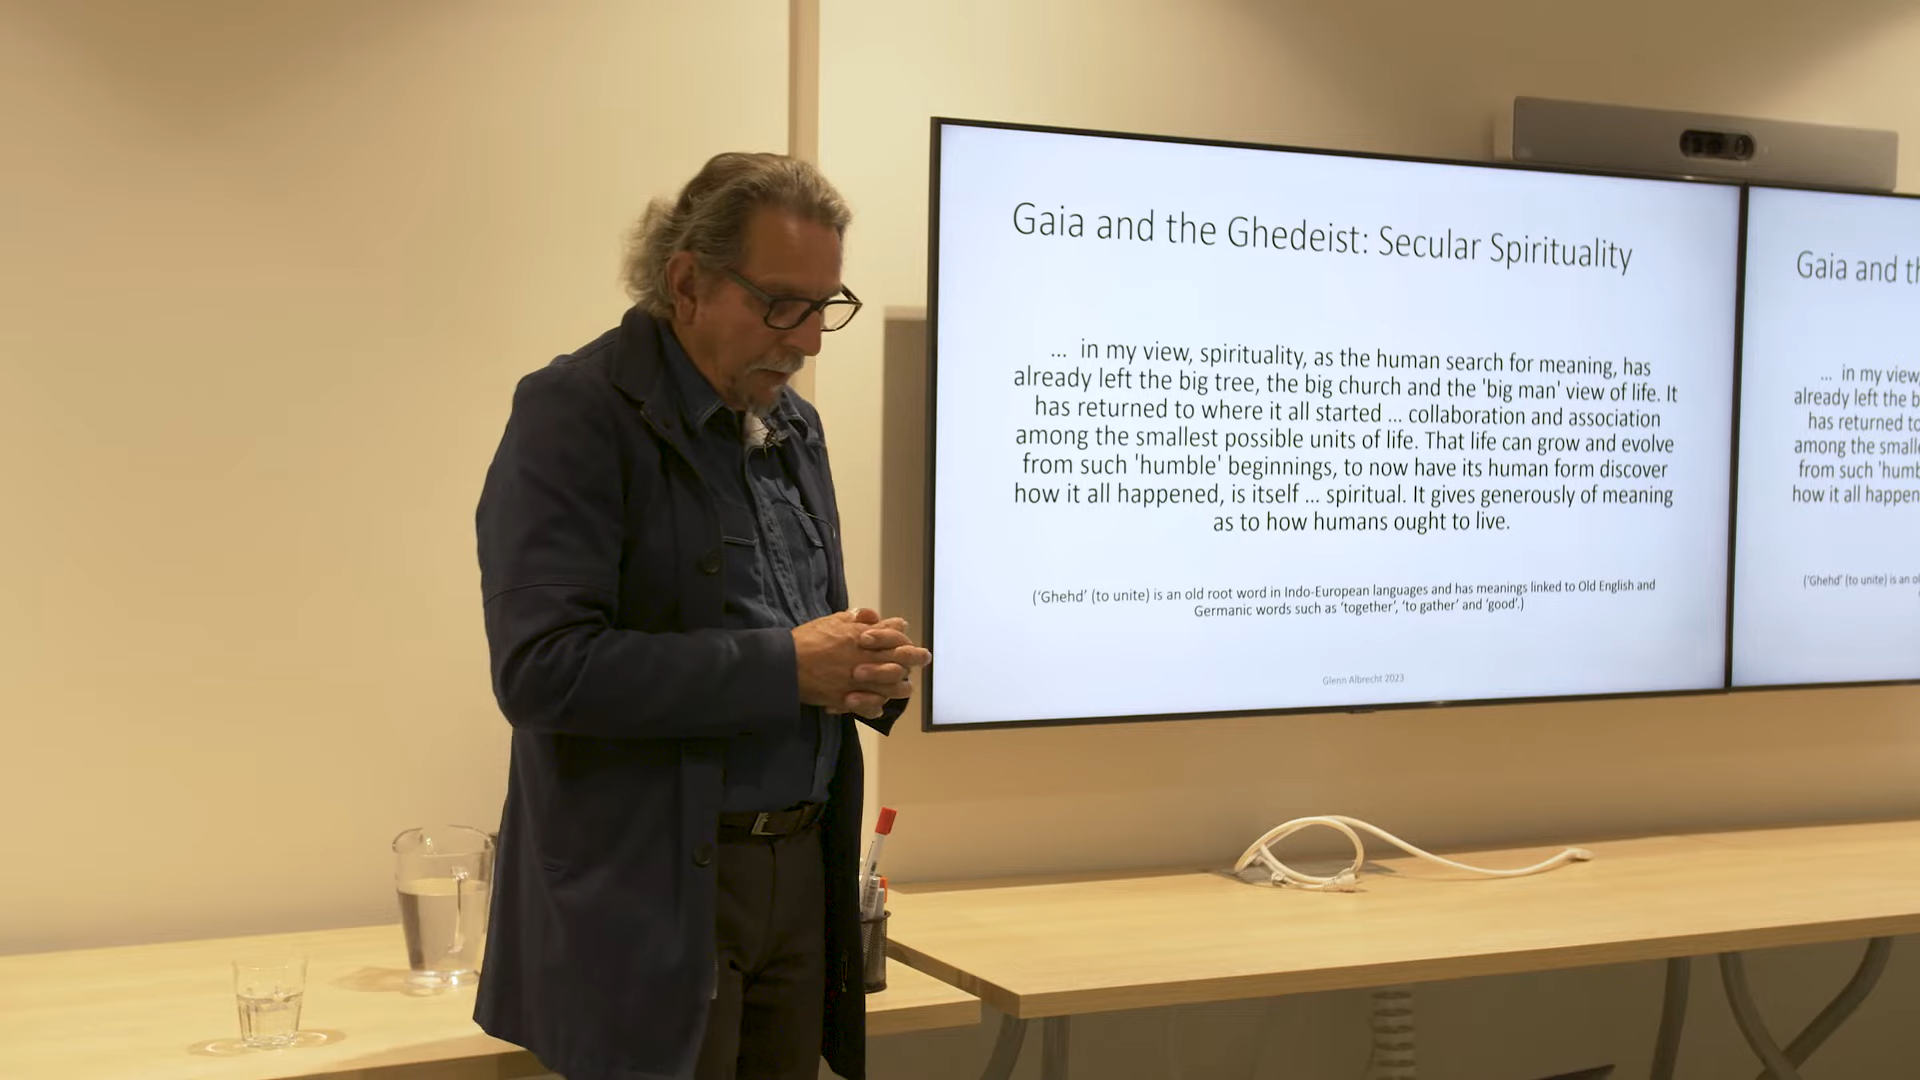 Gaia and the Ghedeist: Secular Spirituality
... in my view, spirituality, as the human search for meaning, has
already left the big tree, the big church and the 'big man' view of life. It
has returned to where it all started ... collaboration and association
among the smallest possible units of life. That life can grow and evolve
from such 'humble' beginnings, to now have its human form discover
how it all happened, is itself ... spiritual. It gives generously of meaning
as to how humans ought to live.
('Ghehd' (to unite) is an old root word in Indo-European languages and has meanings linked to Old English and
Germanic words such as 'together', 'to gather' and 'good'.)
Glenn Albrecht 2023
Gaia and th
... in my view,
already left the b
has returned to
among the small
from such 'humb
how it all happen
('Ghehd' (to unite) is an ol